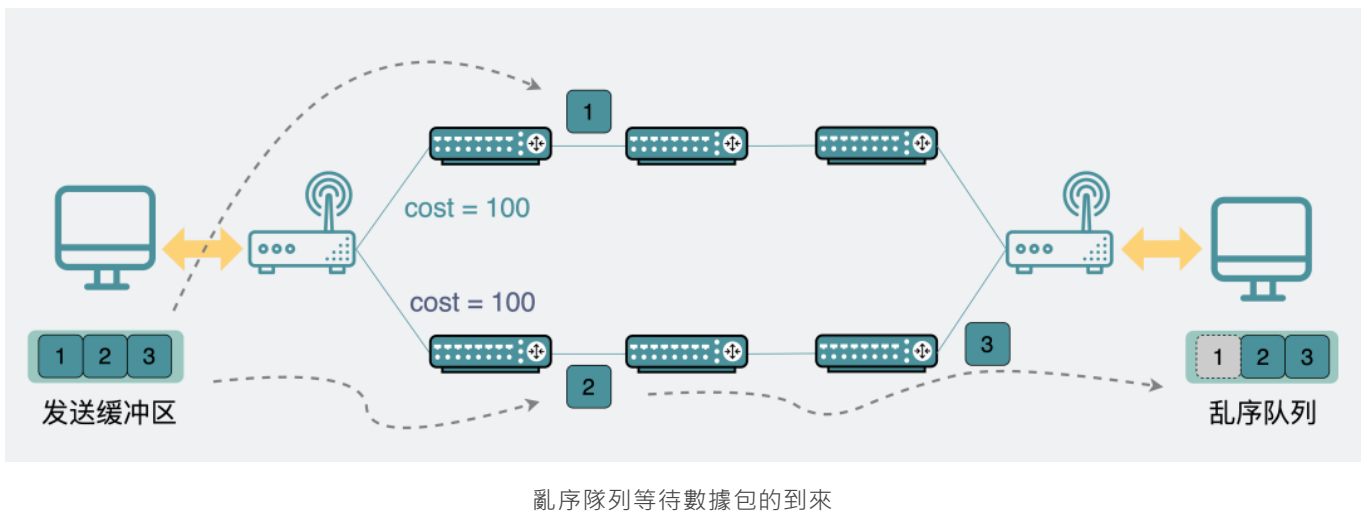 1
cost = 100
cost = 100
1 2 3
2
3
1 2 3
发送缓冲区
乱序队列
亂序隊列等待數據包的到來